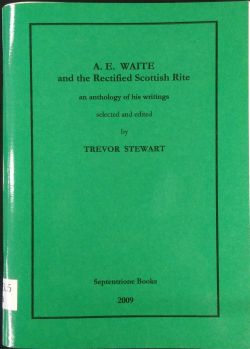 A. E. WAITE
and the Rectified Scottish Rite
an anthology of his writings
selected and edited
by
TREVOR STEWART
Septentrione Books
2009